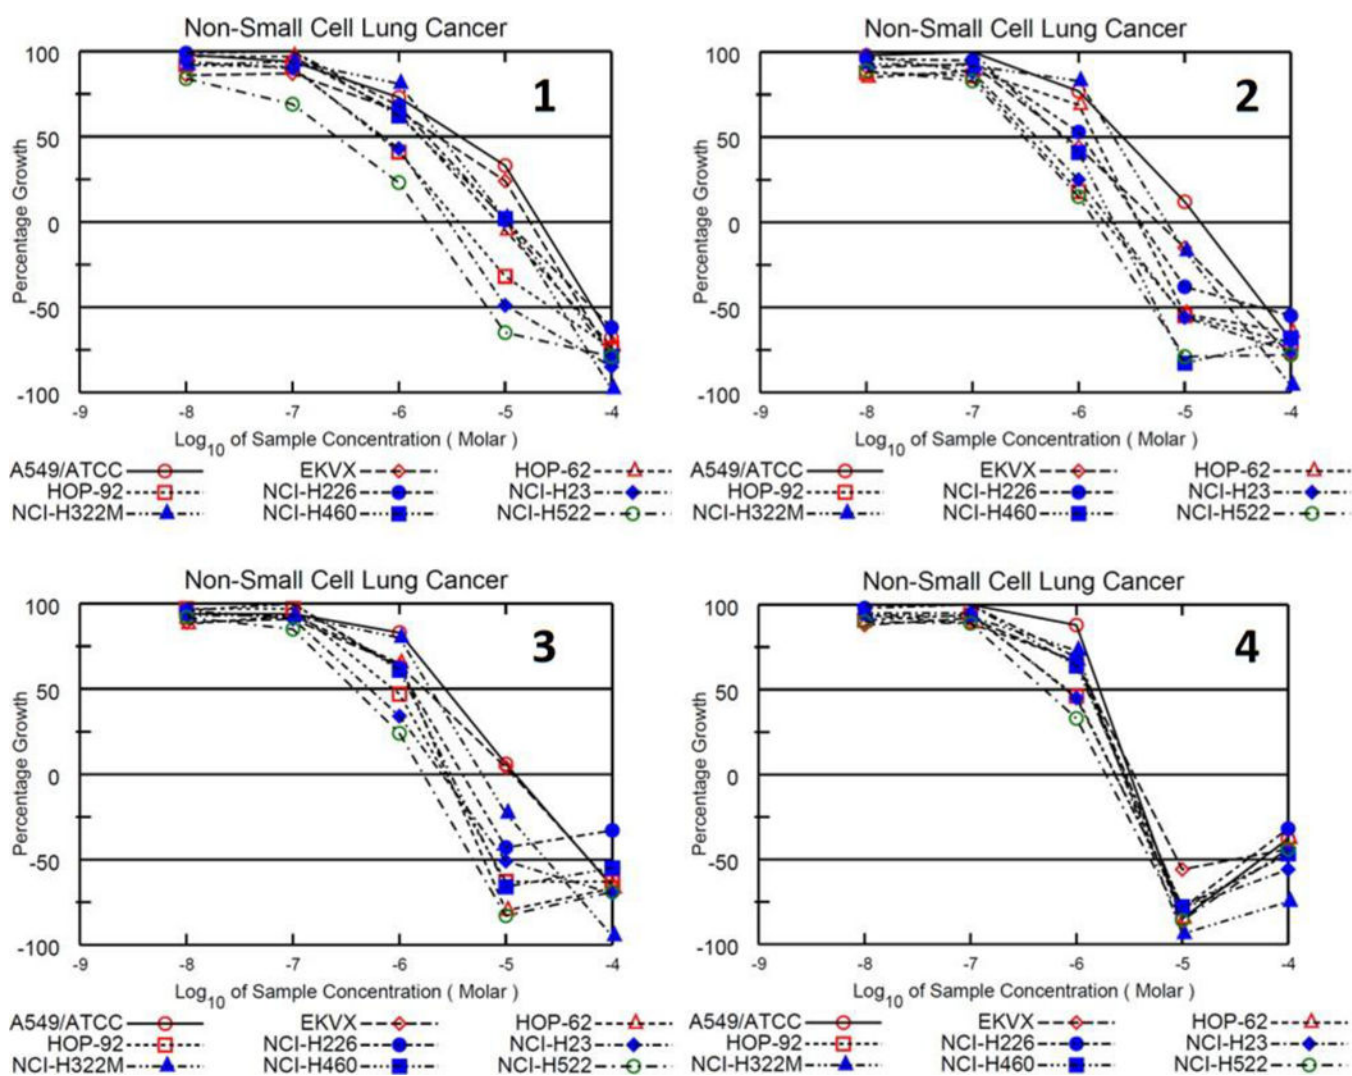 Non-Small Cell Lung Cancer
1
100
50
0
-50
-100
Percentage Growth
-9 -8 -7 -6 -5 -4
Log10 of Sample Concentration ( Molar )
A549/ATCC EKVX HOP-62
HOP-92 NCI-H226 NCI-H23
NCI-H322M NCI-H460 NCI-H522
Non-Small Cell Lung Cancer
2
100
50
0
-50
-100
Percentage Growth
-9 -8 -7 -6 -5 -4
Log10 of Sample Concentration ( Molar )
A549/ATCC EKVX HOP-62
HOP-92 NCI-H226 NCI-H23
NCI-H322M NCI-H460 NCI-H522
Non-Small Cell Lung Cancer
3
100
50
0
-50
-100
Percentage Growth
-9 -8 -7 -6 -5 -4
Log10 of Sample Concentration ( Molar )
A549/ATCC EKVX HOP-62
HOP-92 NCI-H226 NCI-H23
NCI-H322M NCI-H460 NCI-H522
Non-Small Cell Lung Cancer
4
100
50
0
-50
-100
Percentage Growth
-9 -8 -7 -6 -5 -4
Log10 of Sample Concentration ( Molar )
A549/ATCC EKVX HOP-62
HOP-92 NCI-H226 NCI-H23
NCI-H322M NCI-H460 NCI-H522